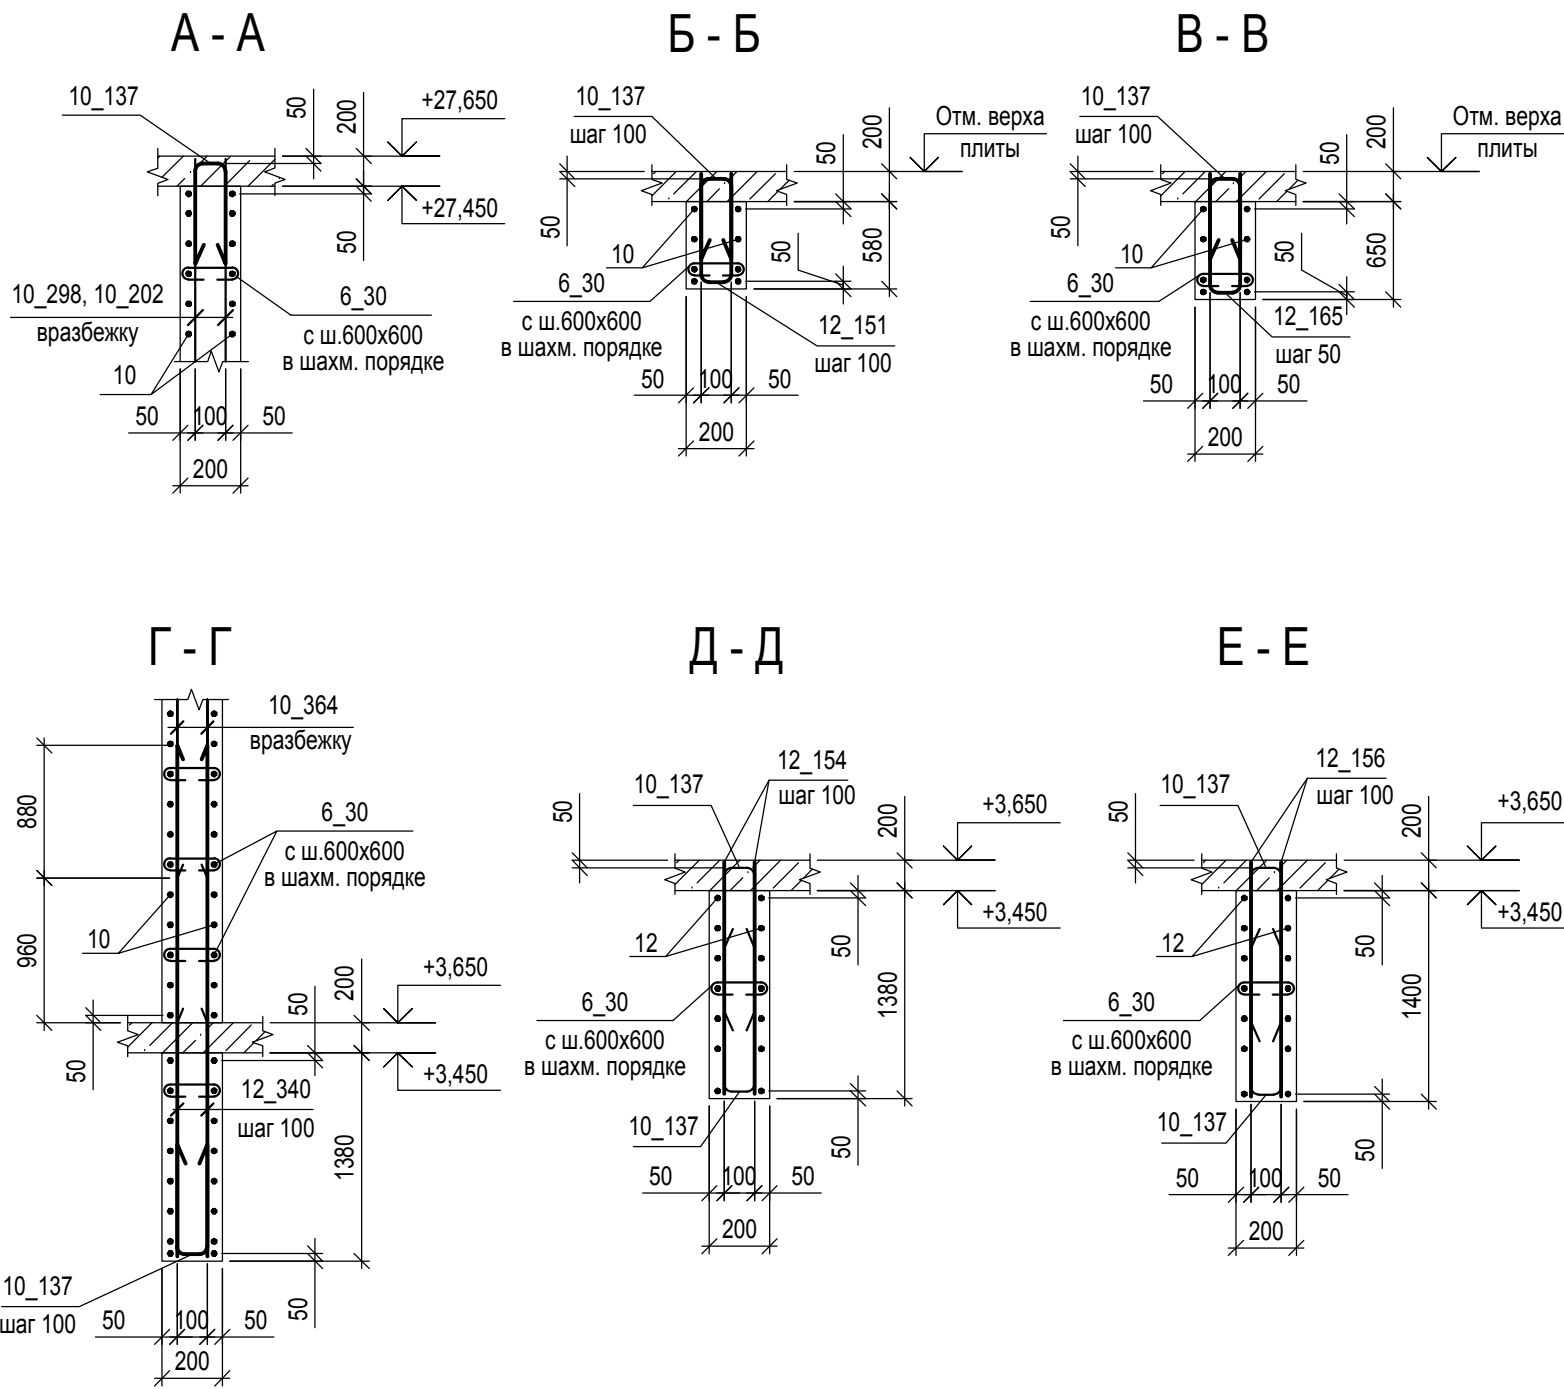 А - А
10_137
50
200
+27,650
+27,450
50
10_298, 10_202
вразбежку
6_30
с ш.600х600
в шахм. порядке
10
50
100
50
200
Б - Б
10_137
шаг 100
50
200
Отм. верха
плиты
50
10
50
580
6_30
с ш.600х600
в шахм. порядке
12_151
шаг 100
50
100
50
200
В - В
10_137
шаг 100
50
200
Отм. верха
плиты
50
10
50
650
6_30
с ш.600х600
в шахм. порядке
12_165
шаг 50
50
100
50
200
Г - Г
10_364
вразбежку
880
6_30
с ш.600х600
в шахм. порядке
10
960
50
200
+3,650
50
+3,450
12_340
шаг 100
1380
10_137
шаг 100
50
100
50
50
200
Д - Д
12_154
шаг 100
10_137
50
200
+3,650
+3,450
12
50
1380
6_30
с ш.600х600
в шахм. порядке
10_137
50
50
100
50
200
Е - Е
12_156
шаг 100
10_137
50
200
+3,650
+3,450
12
50
1400
6_30
с ш.600х600
в шахм. порядке
10_137
50
50
100
50
200